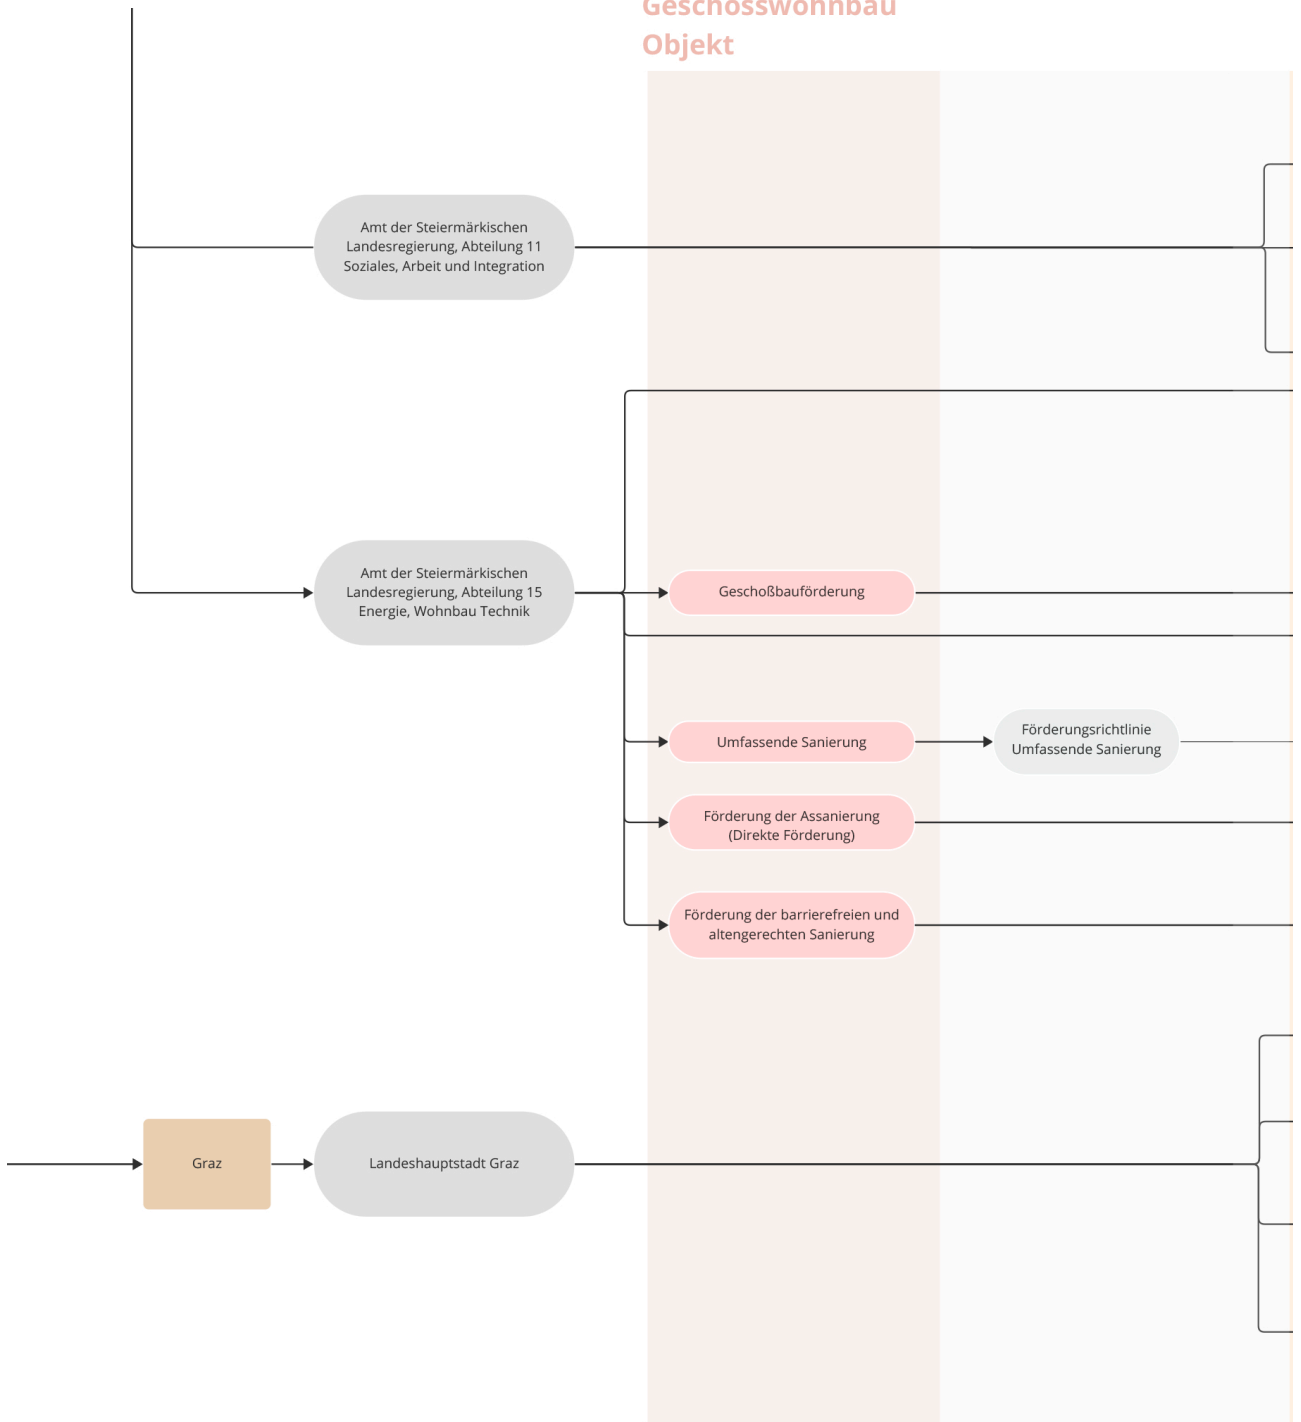 Geschosswohnbau
Objekt
Amt der Steiermärkischen
Landesregierung, Abteilung 11
Soziales, Arbeit und Integration
Amt der Steiermärkischen
Landesregierung, Abteilung 15
Energie, Wohnbau Technik
Geschoßbauförderung
Umfassende Sanierung
Förderungsrichtlinie
Umfassende Sanierung
Förderung der Assanierung
(Direkte Förderung)
Förderung der barrierefreien und
altengerechten Sanierung
Graz
Landeshauptstadt Graz